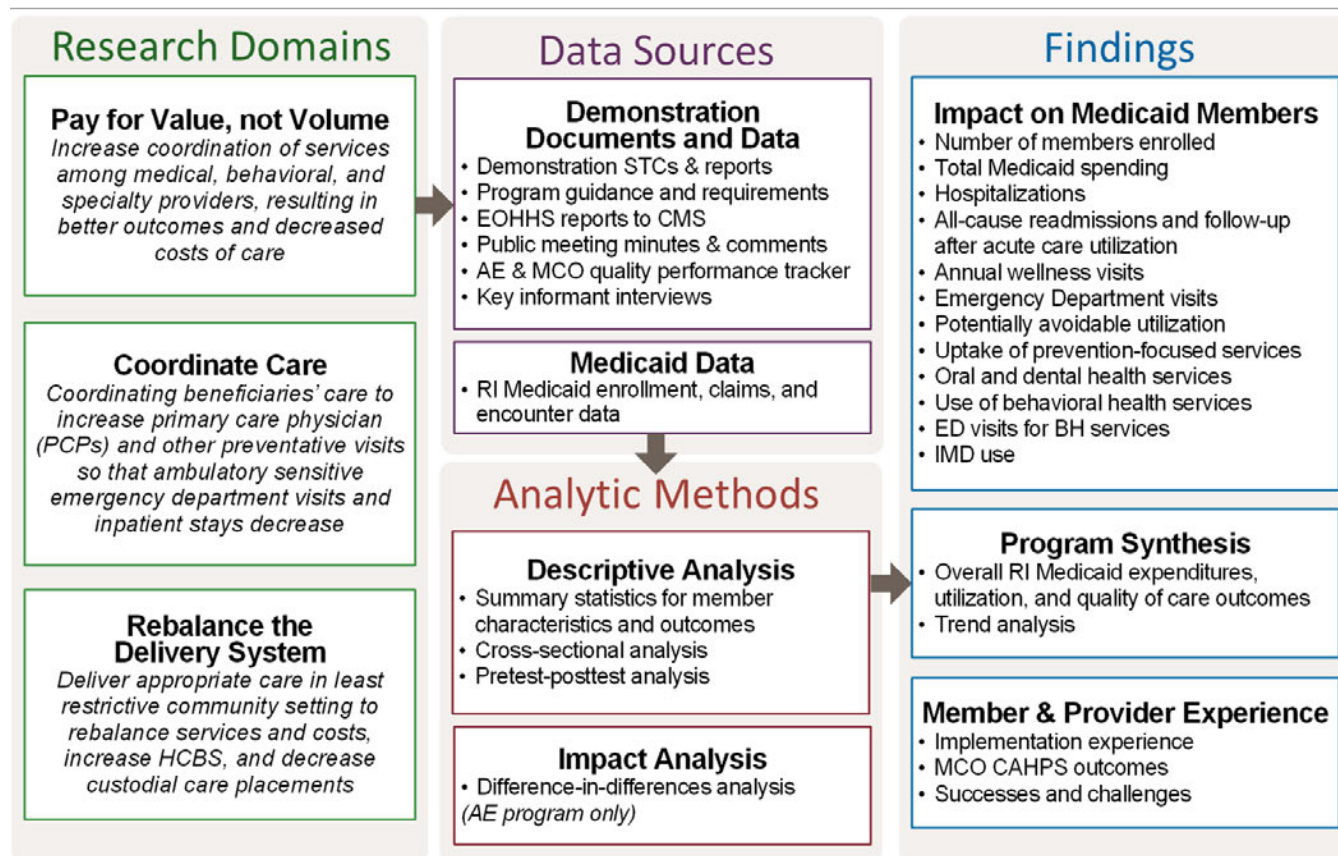 Research Domains
Pay for Value, not Volume
Increase coordination of services
among medical, behavioral, and
specialty providers, resulting in
better outcomes and decreased
costs of care
Coordinate Care
Coordinating beneficiaries' care to
increase primary care physician
(PCPs) and other preventative visits
so that ambulatory sensitive
emergency department visits and
inpatient stays decrease
Rebalance the
Delivery System
Deliver appropriate care in least
restrictive community setting to
rebalance services and costs,
increase HCBS, and decrease
custodial care placements
Data Sources
Demonstration
Documents and Data
• Demonstration STCs & reports
• Program guidance and requirements
• EOHHS reports to CMS
• Public meeting minutes & comments
• AE & MCO quality performance tracker
• Key informant interviews
Medicaid Data
• RI Medicaid enrollment, claims, and
encounter data
Analytic Methods
Descriptive Analysis
• Summary statistics for member
characteristics and outcomes
• Cross-sectional analysis
• Pretest-posttest analysis
Impact Analysis
• Difference-in-differences analysis
(AE program only)
Findings
Impact on Medicaid Members
• Number of members enrolled
• Total Medicaid spending
• Hospitalizations
• All-cause readmissions and follow-up
after acute care utilization
• Annual wellness visits
• Emergency Department visits
• Potentially avoidable utilization
• Uptake of prevention-focused services
• Oral and dental health services
• Use of behavioral health services
• ED visits for BH services
• IMD use
Program Synthesis
• Overall RI Medicaid expenditures,
utilization, and quality of care outcomes
• Trend analysis
Member & Provider Experience
• Implementation experience
• MCO CAHPS outcomes
• Successes and challenges